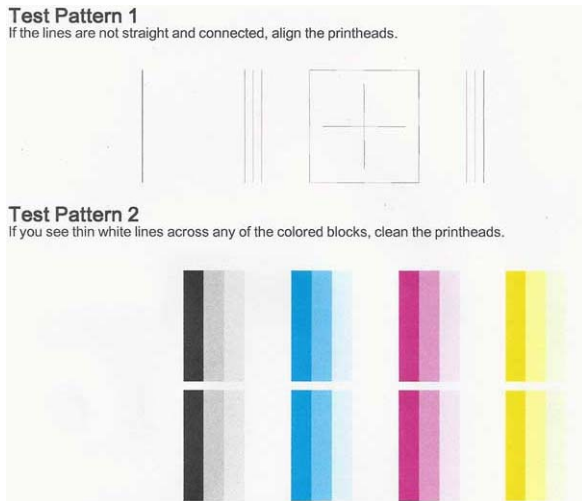 Test Pattern 1
If the lines are not straight and connected, align the printheads.
Test Pattern 2
If you see thin white lines across any of the colored blocks, clean the printheads.